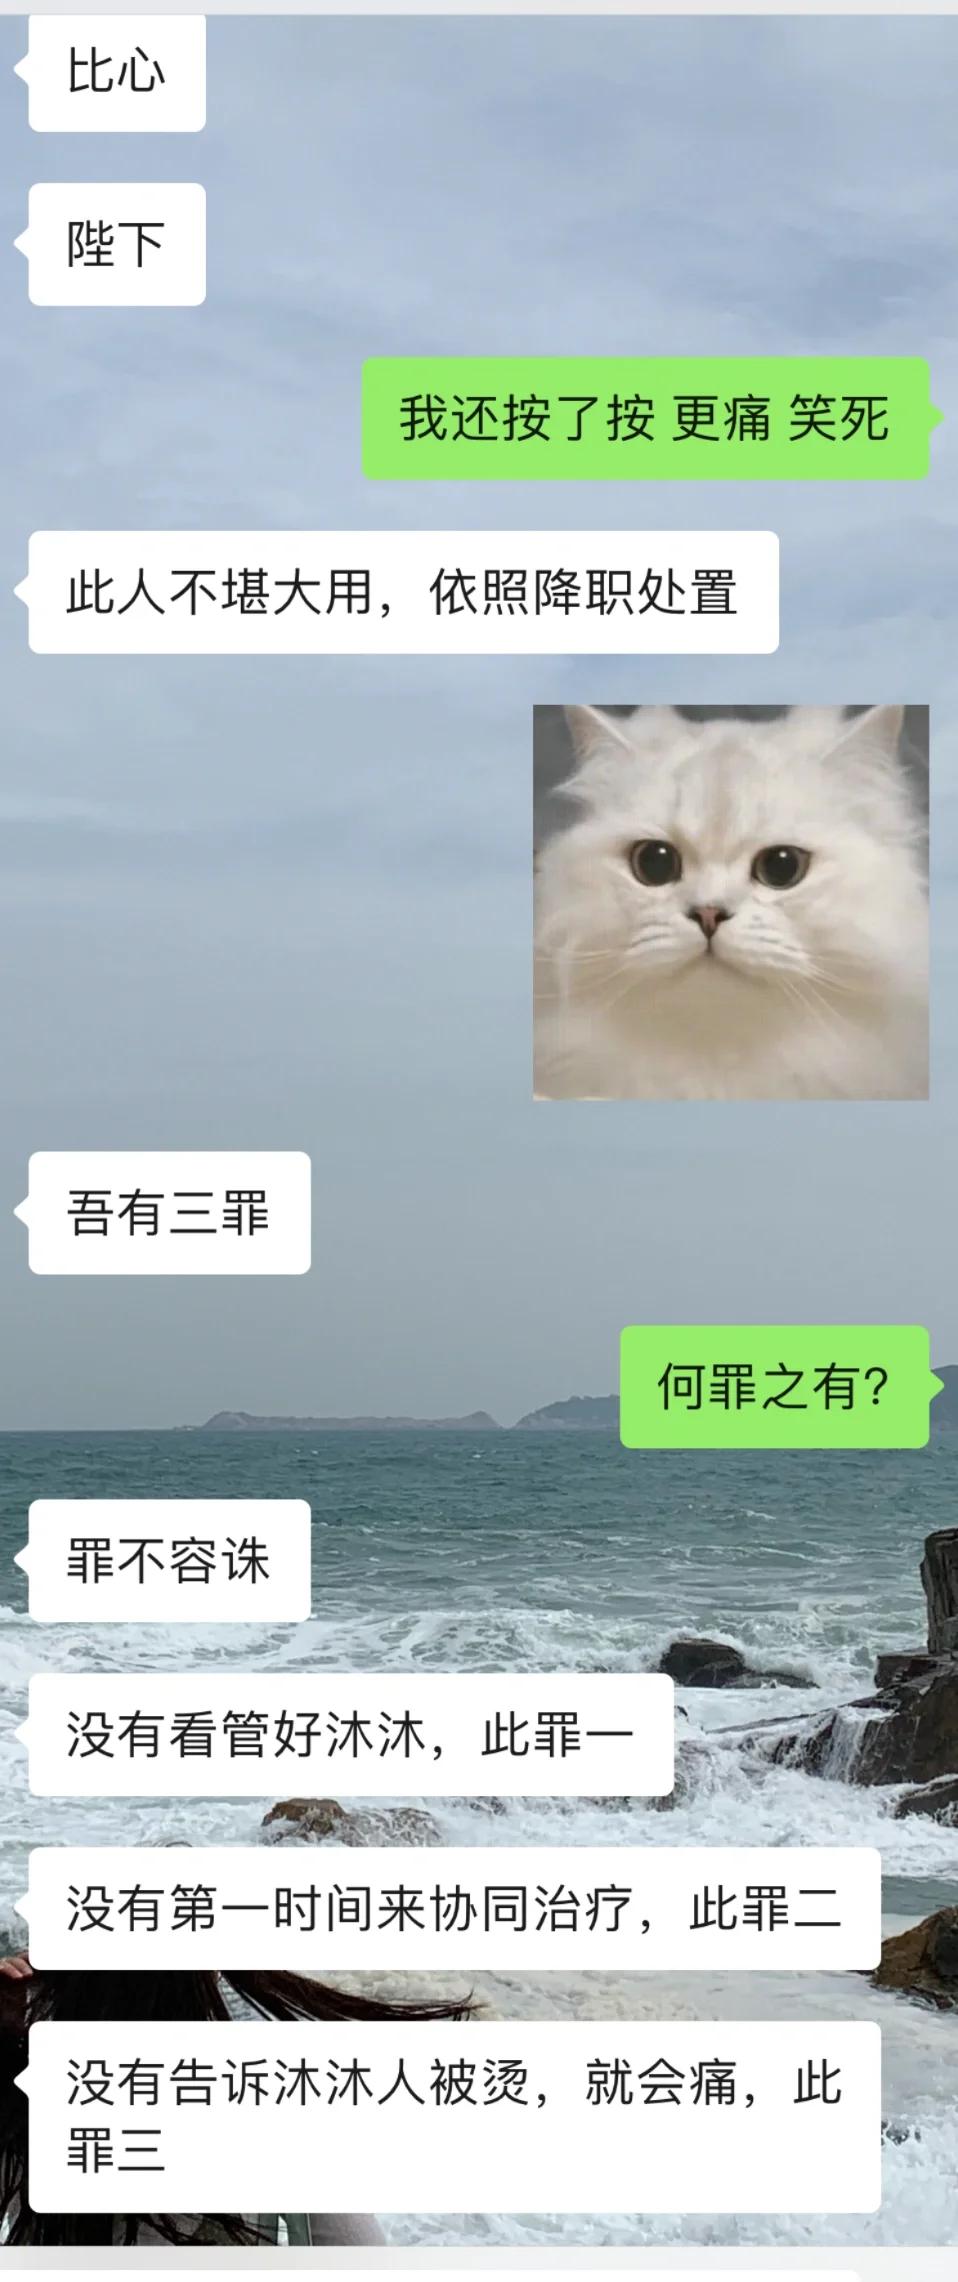 比心
陛下
我还按了按 更痛 笑死
此人不堪大用，依照降职处置
吾有三罪
何罪之有?
罪不容诛
没有看管好沐沐，此罪一
没有第一时间来协同治疗，此罪二
没有告诉沐沐人被烫，就会痛，此
罪三